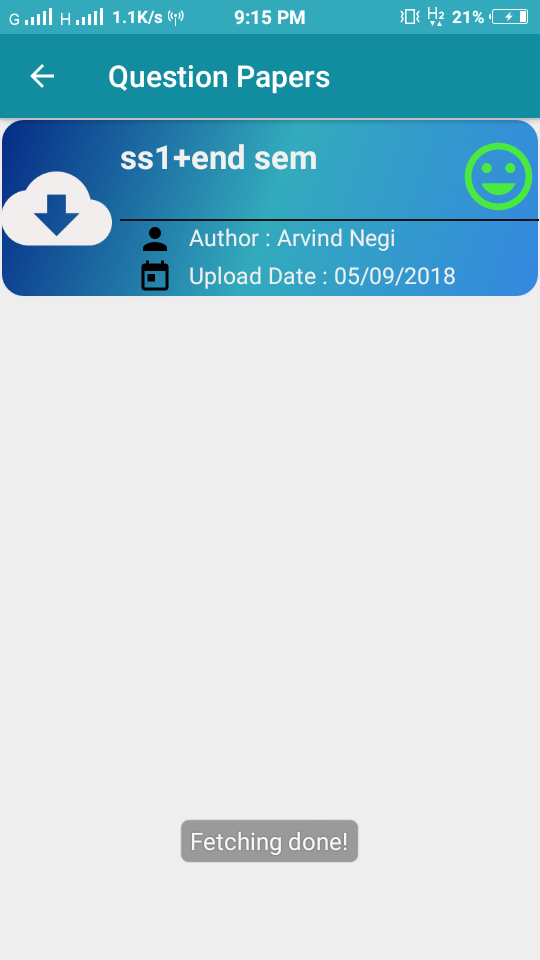 G H 1.1K/s 9:15 PM H2 21%
Question Papers
ss1+end sem
Author : Arvind Negi
Upload Date : 05/09/2018
Fetching done!